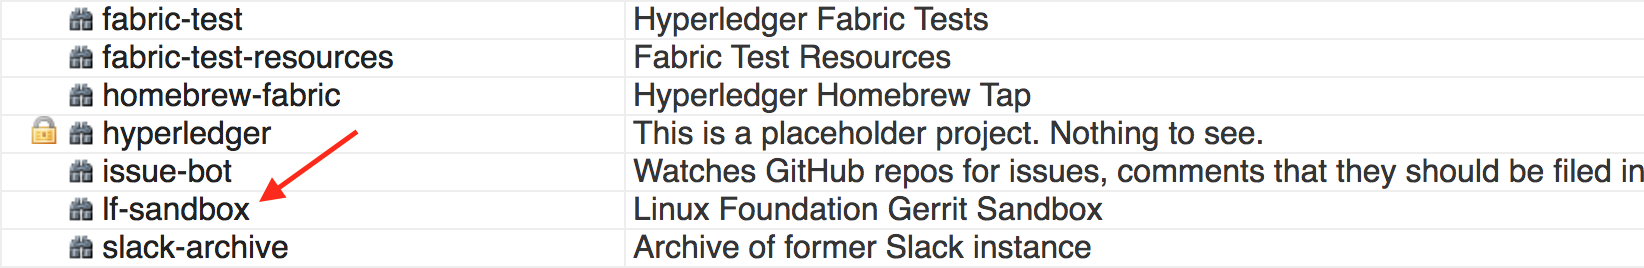 fabric-test Hyperledger Fabric Tests
fabric-test-resources Fabric Test Resources
homebrew-fabric Hyperledger Homebrew Tap
hyperledger This is a placeholder project. Nothing to see.
issue-bot Watches GitHub repos for issues, comments that they should be filed in
lf-sandbox Linux Foundation Gerrit Sandbox
slack-archive Archive of former Slack instance